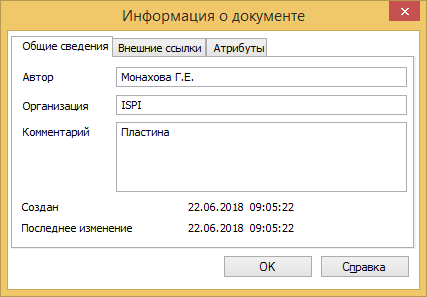 Информация о документе
Общие сведения Внешние ссылки Атрибуты
Автор Монахова Г.Е.
Организация ISPI
Комментарий Пластина
Создан 22.06.2018 09:05:22
Последнее изменение 22.06.2018 09:05:22
OK Справка